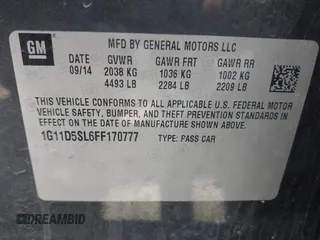 GM
MFD BY GENERAL MOTORS LLC
DATE GVWR GAWR FRT GAWR RR
09/14 2038 KG 1036 KG 1002 KG
4493 LB 2284 LB 2209 LB
THIS VEHICLE CONFORMS TO ALL APPLICABLE U.S. FEDERAL MOTOR
VEHICLE SAFETY, BUMPER, AND THEFT PREVENTION STANDARDS
IN EFFECT ON THE DATE OF MANUFACTURE SHOWN ABOVE.
1G11D5SL6FF170777 TYPE: PASS CAR
DREAMBID